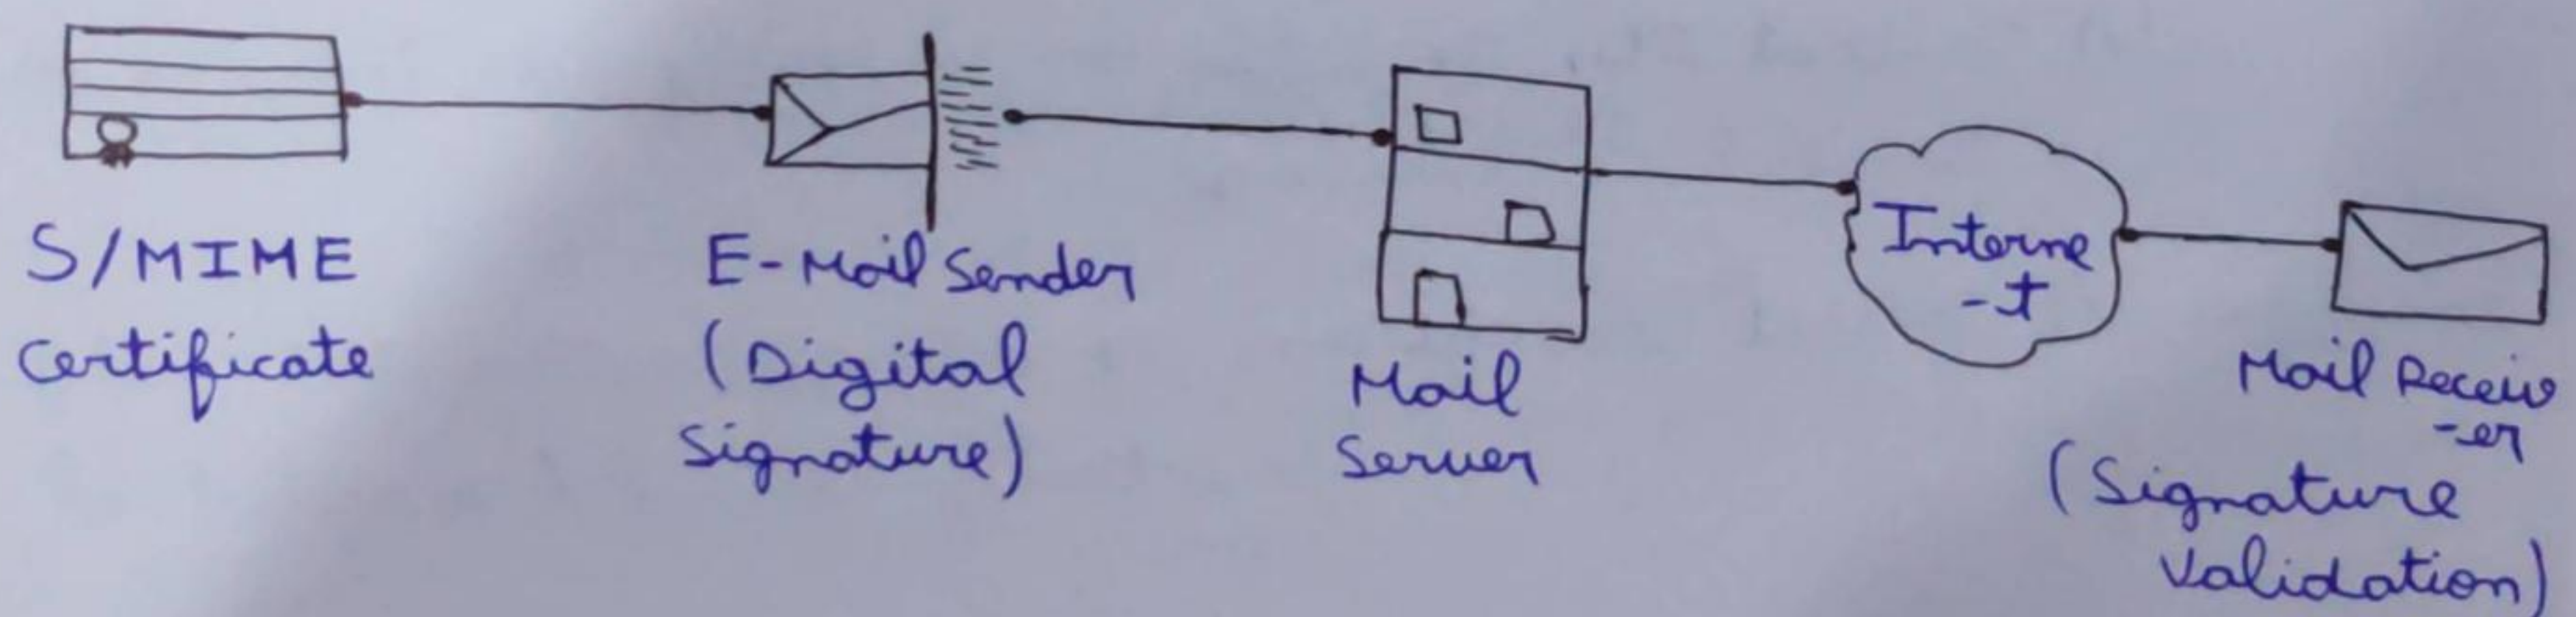 S/MIME
Certificate
E-Mail Sender
(Digital
Signature)
Mail
Server
Interne
-t
Mail Receiv
-er
(Signature
Validation)